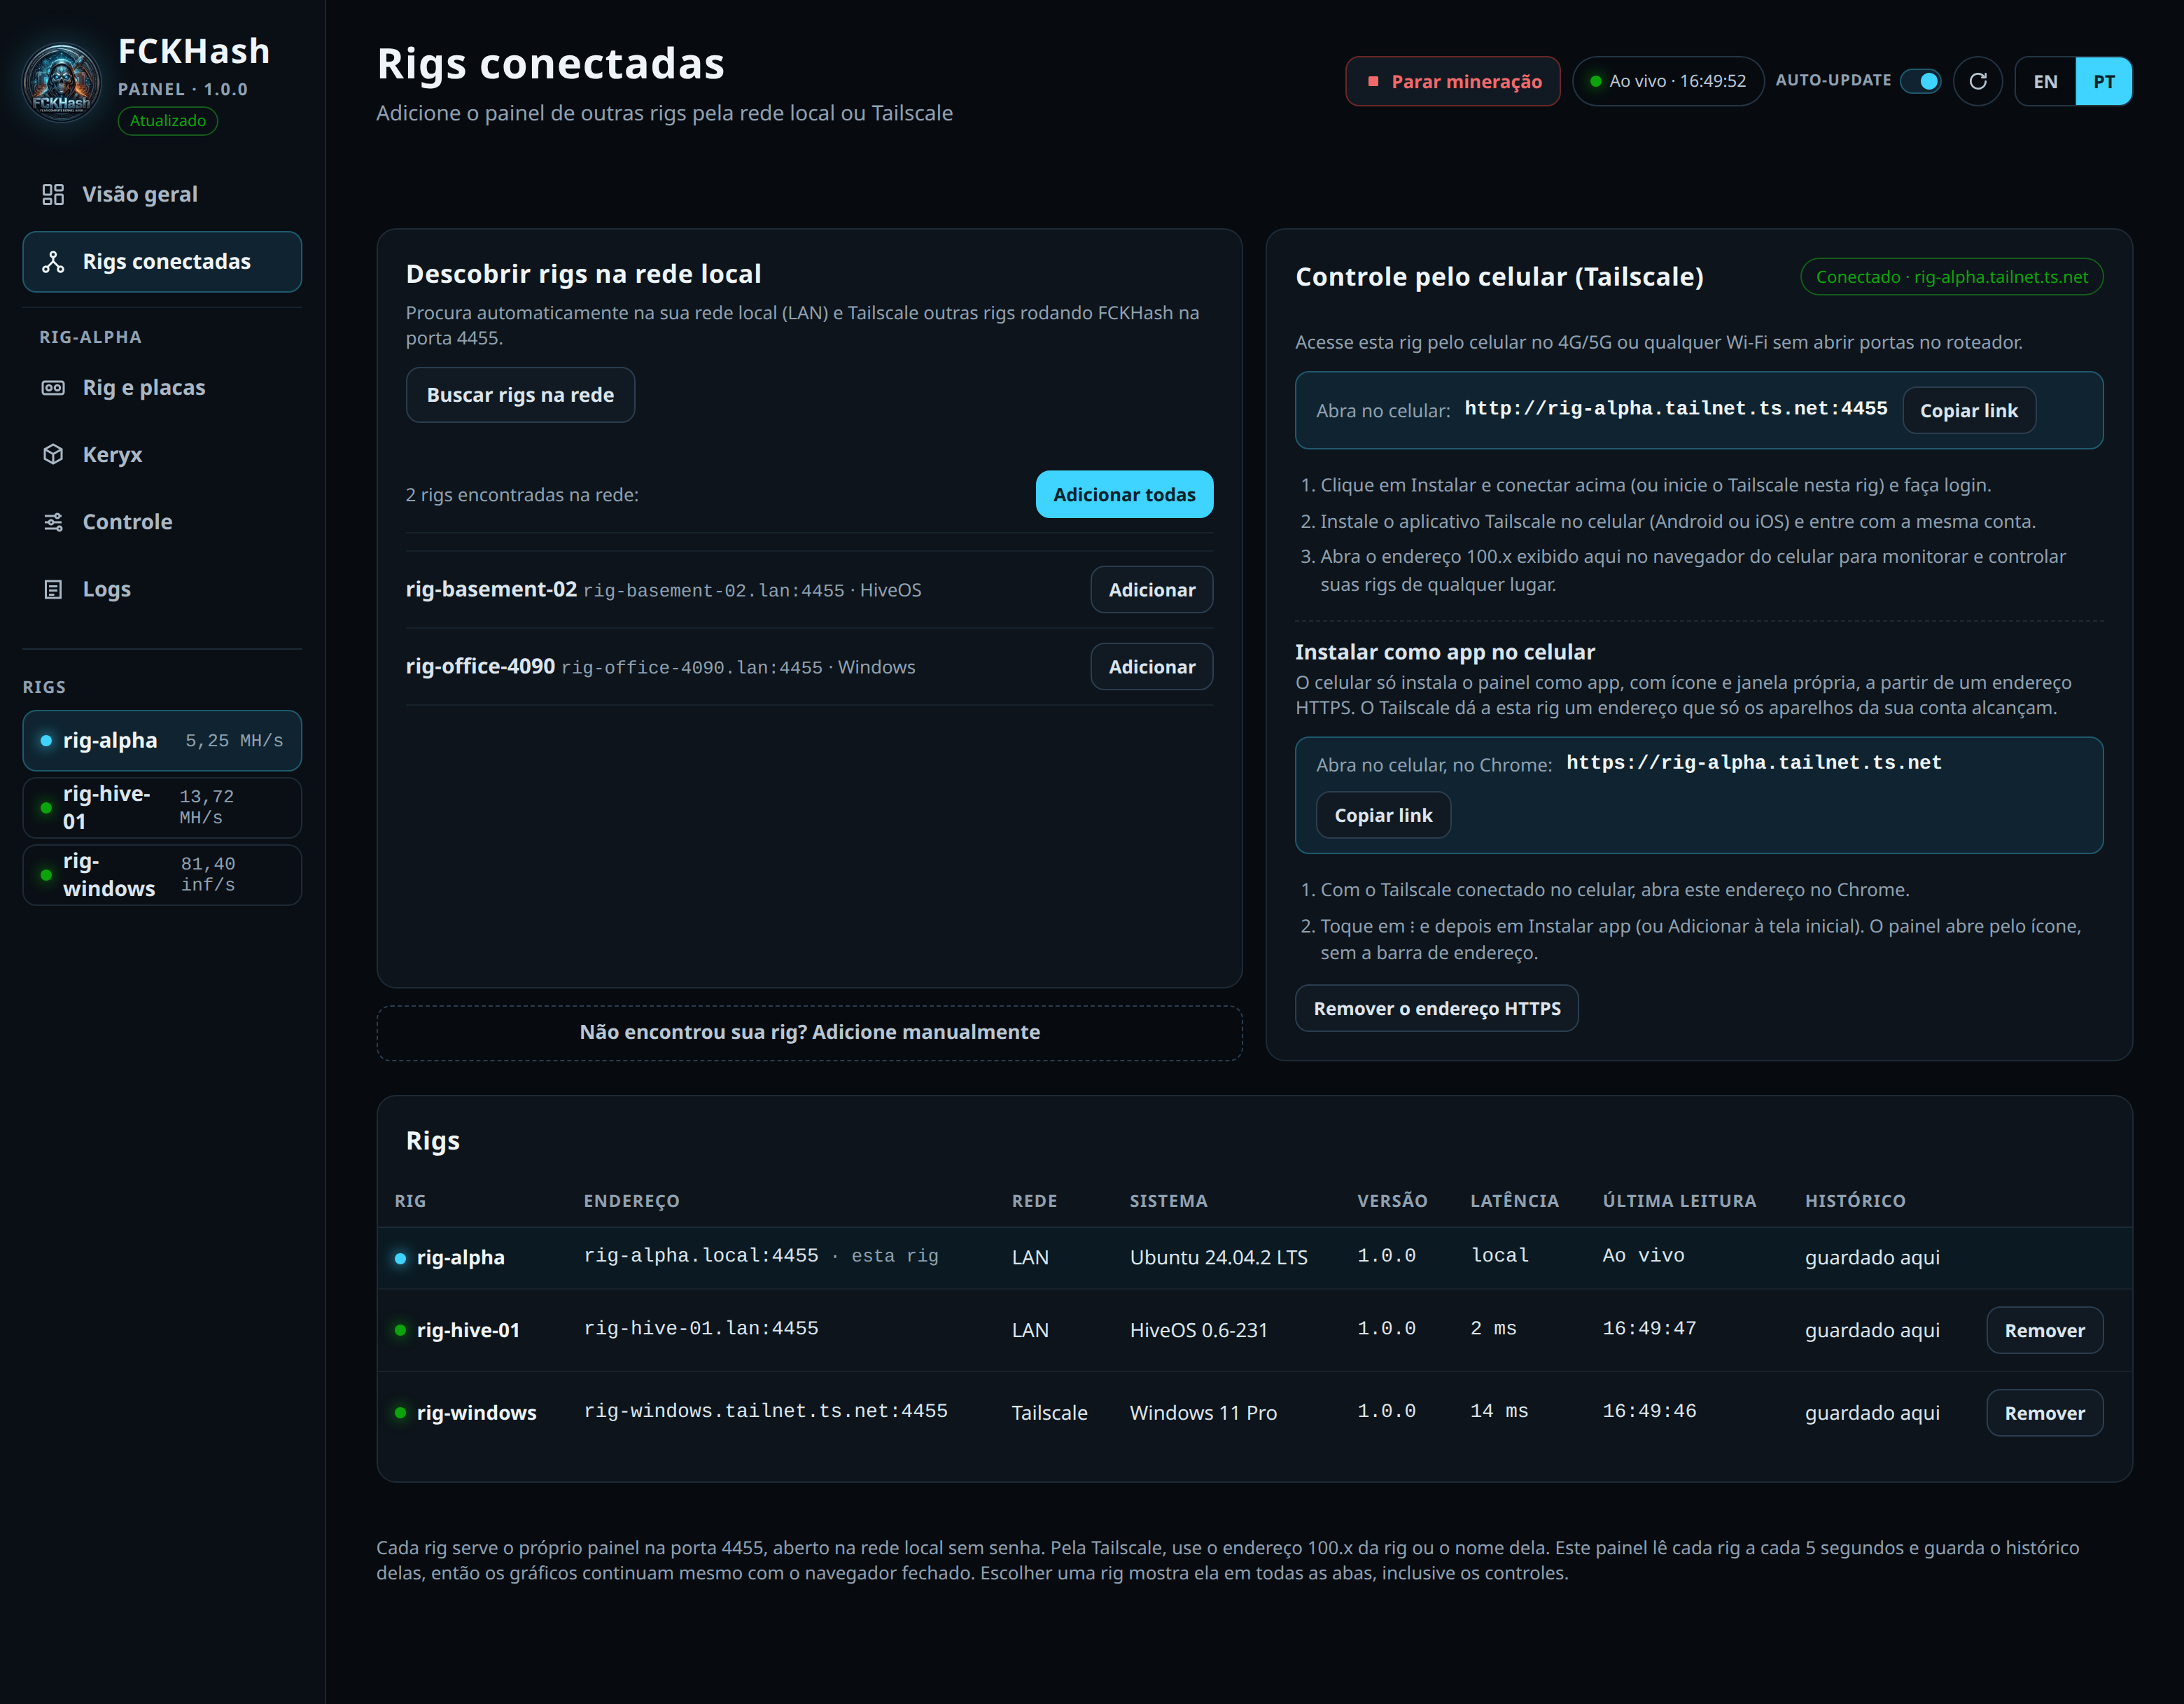 FCKHash
PAINEL · 1.0.0
Atualizado
FCKHash
Visão geral
Rigs conectadas
RIG-ALPHA
Rig e placas
Keryx
Controle
Logs
RIGS
rig-alpha 5,25 MH/s
rig-hive-01 13,72 MH/s
rig-windows 81,40 inf/s
Rigs conectadas
Adicione o painel de outras rigs pela rede local ou Tailscale
Parar mineração
Ao vivo · 16:49:52
AUTO-UPDATE
EN PT
Descobrir rigs na rede local
Procura automaticamente na sua rede local (LAN) e Tailscale outras rigs rodando FCKHash na
porta 4455.
Buscar rigs na rede
2 rigs encontradas na rede:
Adicionar todas
rig-basement-02 rig-basement-02.lan:4455 · HiveOS
Adicionar
rig-office-4090 rig-office-4090.lan:4455 · Windows
Adicionar
Não encontrou sua rig? Adicione manualmente
Controle pelo celular (Tailscale)
Conectado · rig-alpha.tailnet.ts.net
Acesse esta rig pelo celular no 4G/5G ou qualquer Wi-Fi sem abrir portas no roteador.
Abra no celular: http://rig-alpha.tailnet.ts.net:4455
Copiar link
1. Clique em Instalar e conectar acima (ou inicie o Tailscale nesta rig) e faça login.
2. Instale o aplicativo Tailscale no celular (Android ou iOS) e entre com a mesma conta.
3. Abra o endereço 100.x exibido aqui no navegador do celular para monitorar e controlar
suas rigs de qualquer lugar.
Instalar como app no celular
O celular só instala o painel como app, com ícone e janela própria, a partir de um endereço
HTTPS. O Tailscale dá a esta rig um endereço que só os aparelhos da sua conta alcançam.
Abra no celular, no Chrome: https://rig-alpha.tailnet.ts.net
Copiar link
1. Com o Tailscale conectado no celular, abra este endereço no Chrome.
2. Toque em ⋮ e depois em Instalar app (ou Adicionar à tela inicial). O painel abre pelo ícone,
sem a barra de endereço.
Remover o endereço HTTPS
Rigs
RIG ENDEREÇO REDE SISTEMA VERSÃO LATÊNCIA ÚLTIMA LEITURA HISTÓRICO
rig-alpha rig-alpha.local:4455 · esta rig LAN Ubuntu 24.04.2 LTS 1.0.0 local Ao vivo guardado aqui
rig-hive-01 rig-hive-01.lan:4455 LAN HiveOS 0.6-231 1.0.0 2 ms 16:49:47 guardado aqui Remover
rig-windows rig-windows.tailnet.ts.net:4455 Tailscale Windows 11 Pro 1.0.0 14 ms 16:49:46 guardado aqui Remover
Cada rig serve o próprio painel na porta 4455, aberto na rede local sem senha. Pela Tailscale, use o endereço 100.x da rig ou o nome dela. Este painel lê cada rig a cada 5 segundos e guarda o histórico
delas, então os gráficos continuam mesmo com o navegador fechado. Escolher uma rig mostra ela em todas as abas, inclusive os controles.